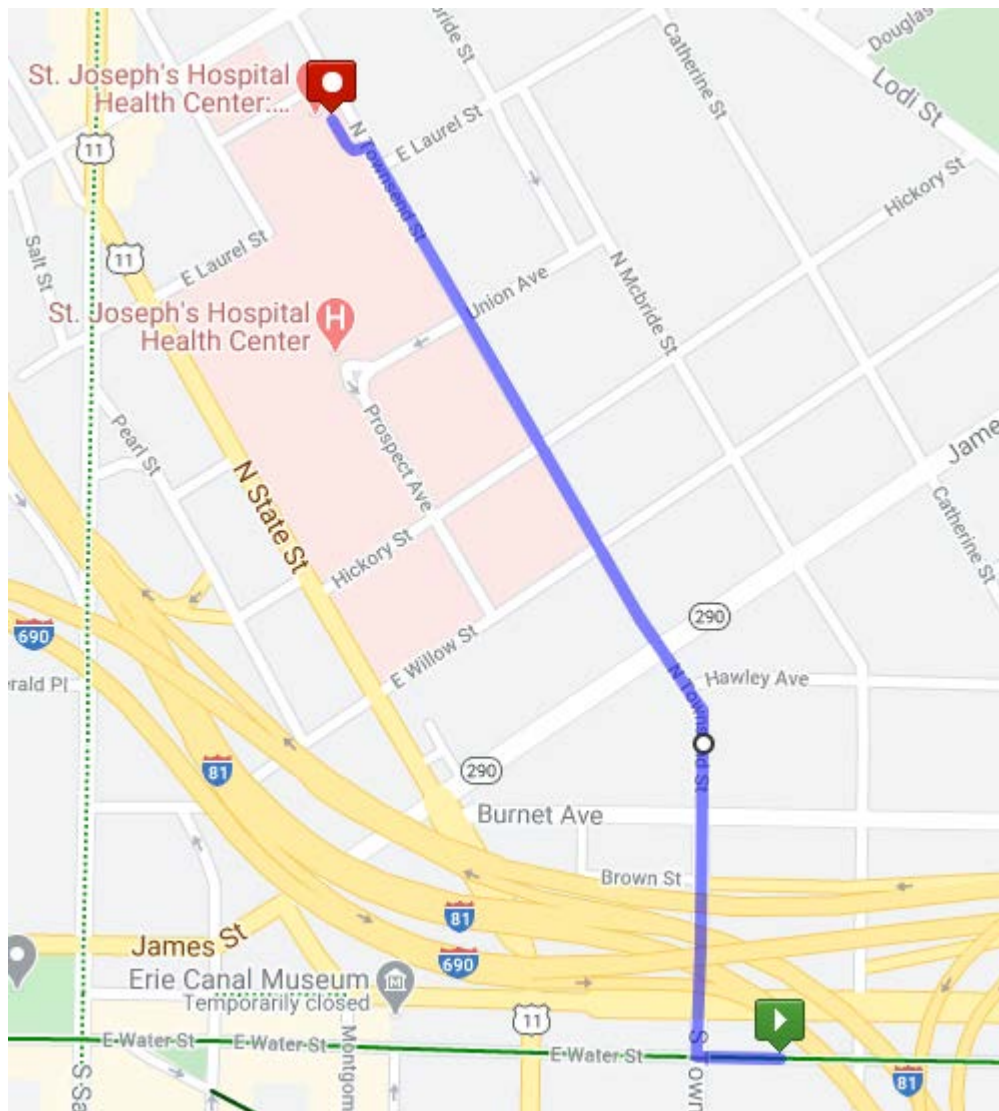 Douglas
bride St
Catherine St
Lodi St
St. Joseph's Hospital
Health Center:...
11
N Townsend St
E Laurel St
Hickory St
Salt St
11
E Laurel St
Union Ave
N Mcbride St
St. Joseph's Hospital
Health Center
H
Pearl St
Prospect Ave
Jame
N State St
Hickory St
Catherine St
690
290
E Willow St
erald Pl
N Towns
Hawley Ave
d St
81
290
Burnet Ave
Brown St
81
James St
690
Erie Canal Museum
Temporarily closed
M
11
E Water St
E Water St
E Water St
Montgom
S Town
S Sa
81